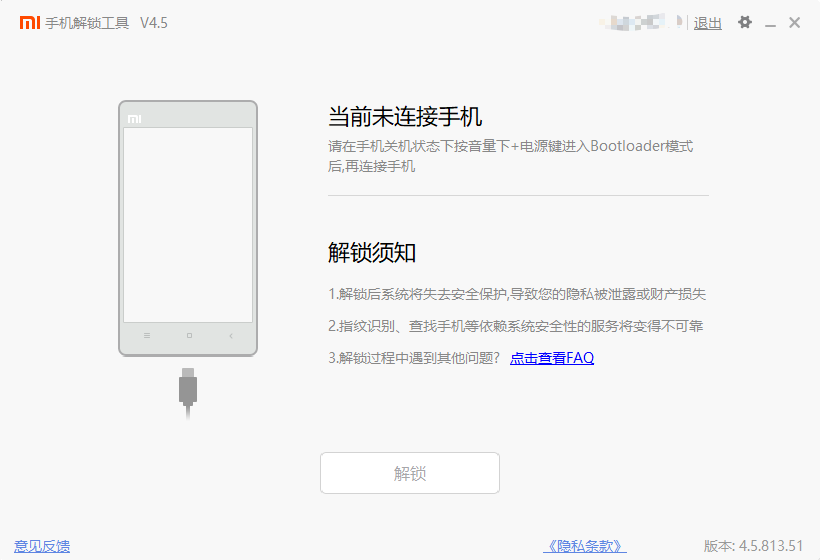 MI 手机解锁工具 V4.5
退出
mi
当前未连接手机
请在手机关机状态下按音量下+电源键进入Bootloader模式
后,再连接手机
解锁须知
1.解锁后系统将失去安全保护,导致您的隐私被泄露或财产损失
2.指纹识别、查找手机等依赖系统安全性的服务将变得不可靠
3.解锁过程中遇到其他问题? 点击查看FAQ
解锁
意见反馈
《隐私条款》
版本: 4.5.813.51